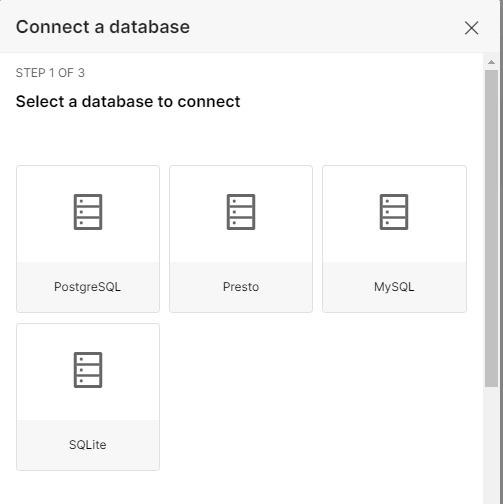 Connect a database
STEP 1 OF 3
Select a database to connect
PostgreSQL
Presto
MySQL
SQLite